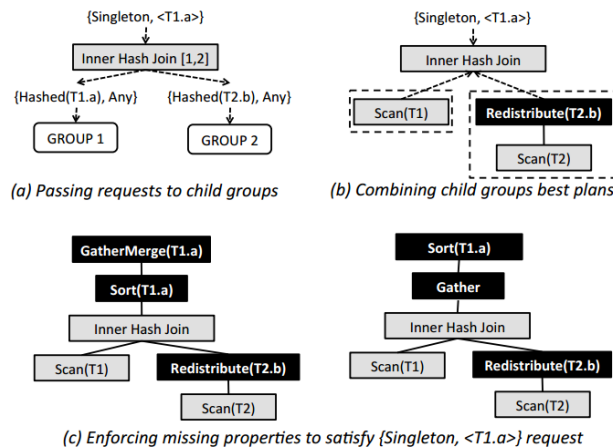 {Singleton, <T1.a>}
Inner Hash Join [1,2]
{Hashed(T1.a), Any} {Hashed(T2.b), Any}
GROUP 1 GROUP 2
(a) Passing requests to child groups
{Singleton, <T1.a>}
Inner Hash Join
Scan(T1) Redistribute(T2.b)
Scan(T2)
(b) Combining child groups best plans
GatherMerge(T1.a)
Sort(T1.a)
Inner Hash Join
Scan(T1) Redistribute(T2.b)
Scan(T2)
Sort(T1.a)
Gather
Inner Hash Join
Scan(T1) Redistribute(T2.b)
Scan(T2)
(c) Enforcing missing properties to satisfy {Singleton, <T1.a>} request